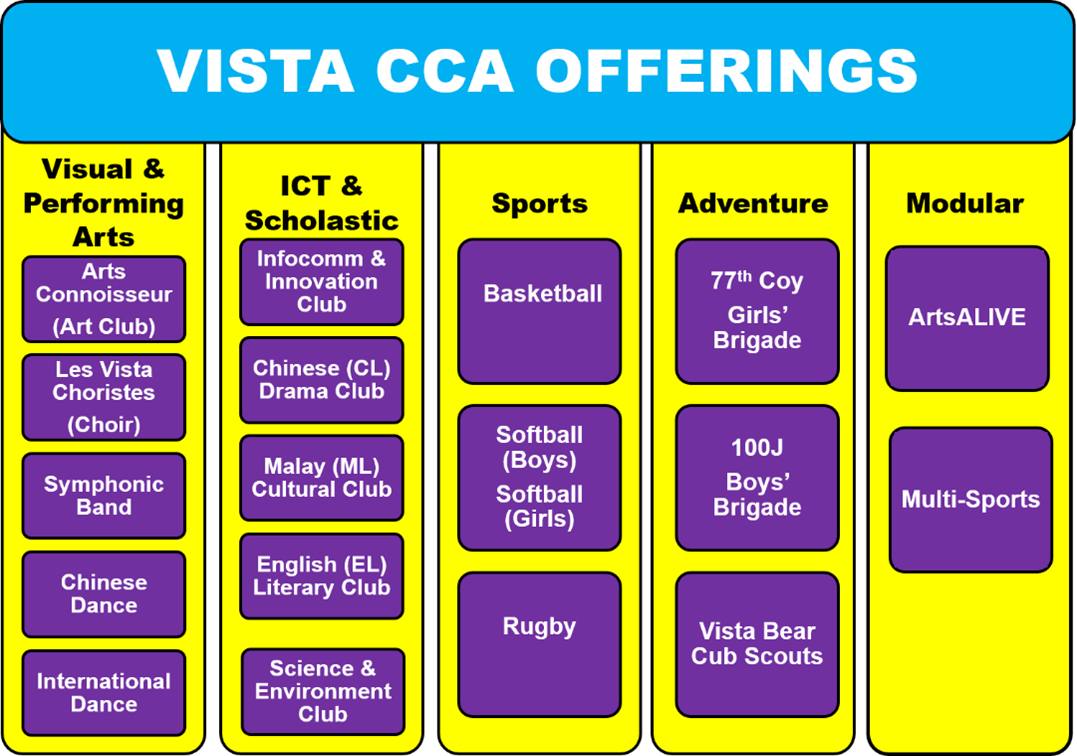 VISTA CCA OFFERINGS
Visual &
Performing
Arts
Arts
Connoisseur
(Art Club)
Les Vista
Choristes
(Choir)
Symphonic
Band
Chinese
Dance
International
Dance
ICT &
Scholastic
Infocomm &
Innovation
Club
Chinese (CL)
Drama Club
Malay (ML)
Cultural Club
English (EL)
Literary Club
Science &
Environment
Club
Sports
Basketball
Softball
(Boys)
Softball
(Girls)
Rugby
Adventure
77th Coy
Girls’
Brigade
100J
Boys’
Brigade
Vista Bear
Cub Scouts
Modular
ArtsALIVE
Multi-Sports